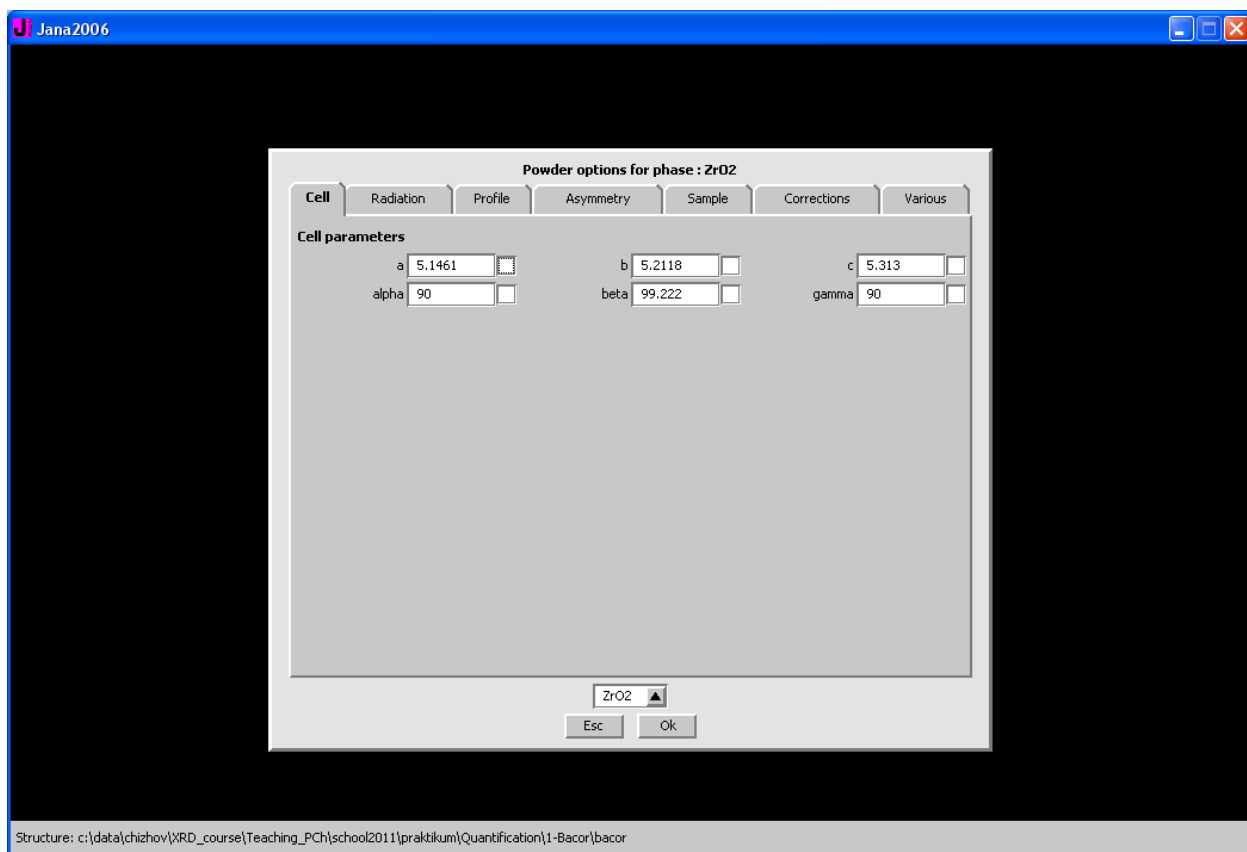 Jana2006
Powder options for phase : ZrO2
Cell Radiation Profile Asymmetry Sample Corrections Various
Cell parameters
a 5.1461 b 5.2118 c 5.313
alpha 90 beta 99.222 gamma 90
ZrO2
Esc Ok
Structure: c:\data\chizhov\XRD_course\Teaching_PCh\school2011\praktikum\Quantification\1-Bacor\bacor